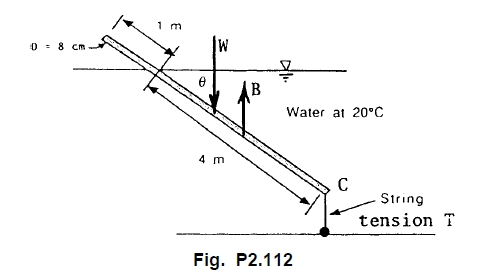 1 m
D = 8 cm
W
θ
B
Water at 20°C
4 m
C
String
tension T
Fig. P2.112